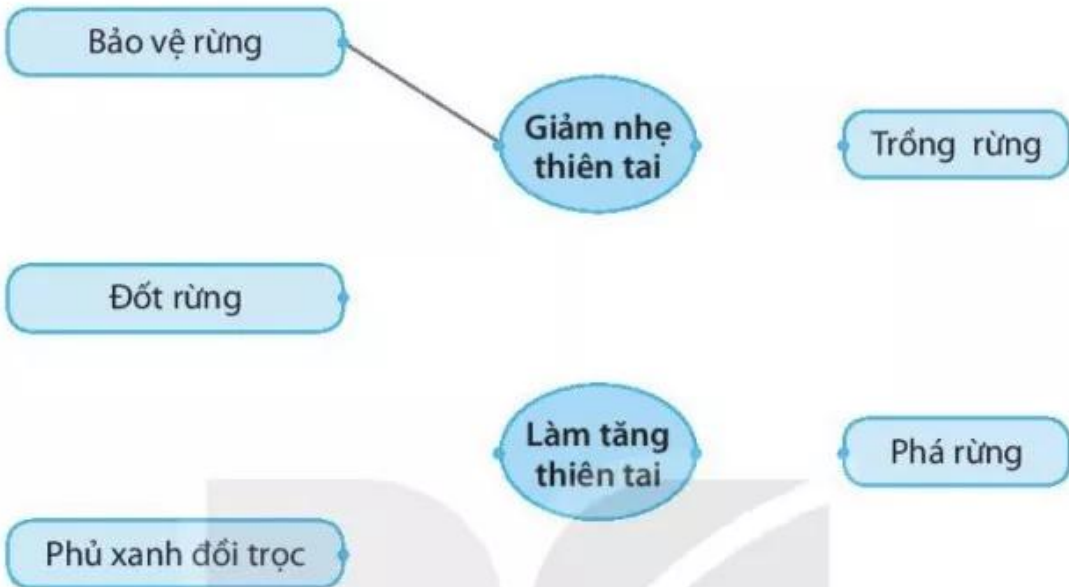 Bảo vệ rừng
Giảm nhẹ
thiên tai
Trồng rừng
Đốt rừng
Làm tăng
thiên tai
Phá rừng
Phủ xanh đồi trọc